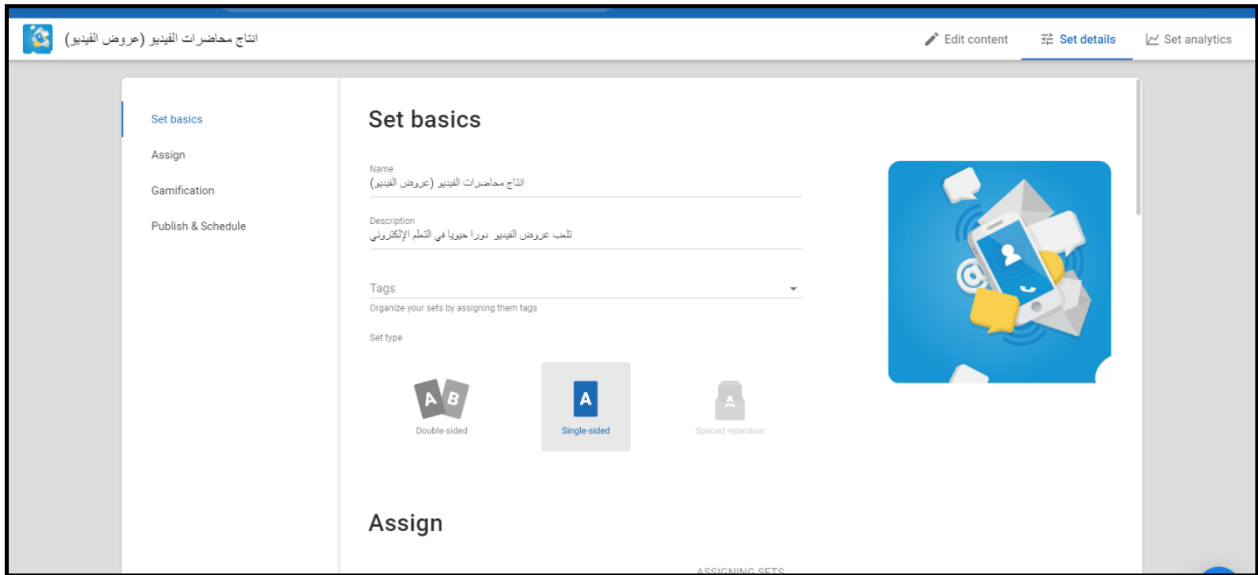 انتاج محاضرات الفيديو (عروض الفيديو)
Edit content
Set details
Set analytics
Set basics
Assign
Gamification
Publish & Schedule
Set basics
Name
انتاج محاضرات الفيديو (عروض الفيديو)
Description
تلعب عروض الفيديو دورا حيويا في التعلم الإلكتروني
Tags
Organize your sets by assigning them tags
Set type
A B
Double-sided
A
Single-sided
A
Spaced repetition
@
Assign
ASSIGNING SETS